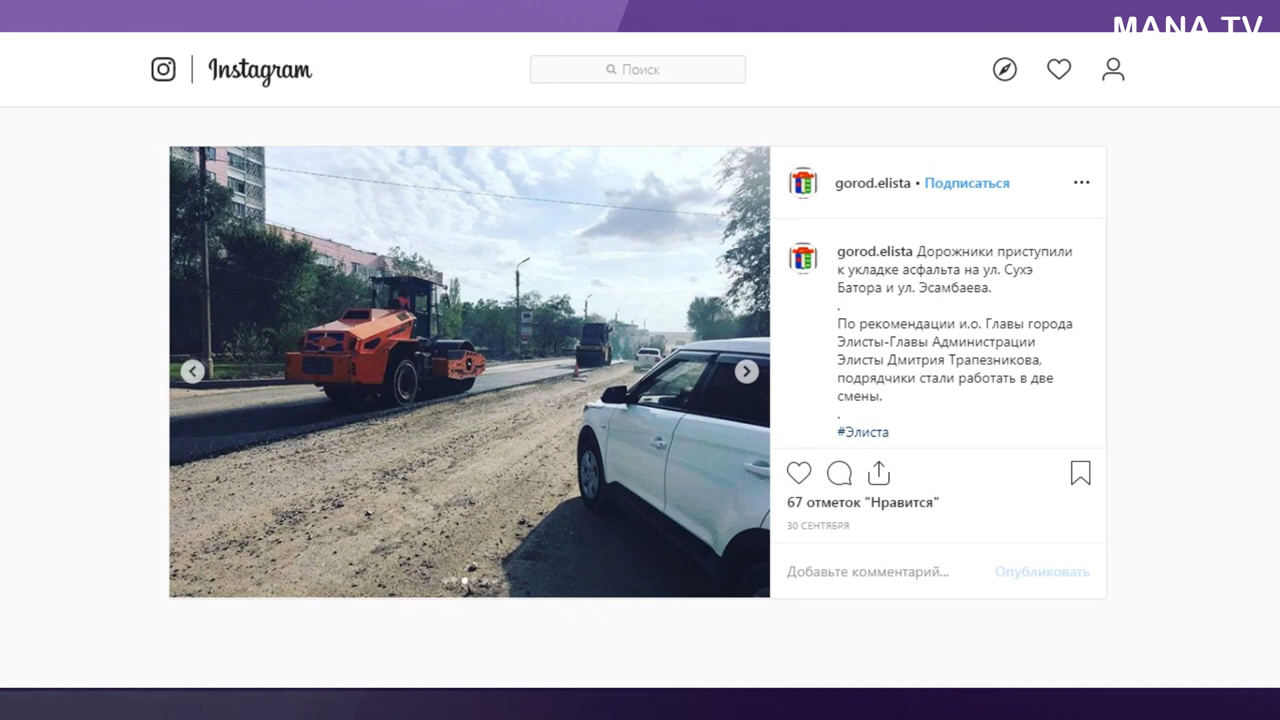 MANA TV
Instagram
Поиск
gorod.elista • Подписаться
gorod.elista Дорожники приступили
к укладке асфальта на ул. Сухэ
Батора и ул. Эсамбаева.
.
По рекомендации и.о. Главы города
Элисты-Главы Администрации
Элисты Дмитрия Трапезникова,
подрядчики стали работать в две
смены.
.
#Элиста
67 отметок "Нравится"
30 СЕНТЯБРЯ
Добавьте комментарий... Опубликовать